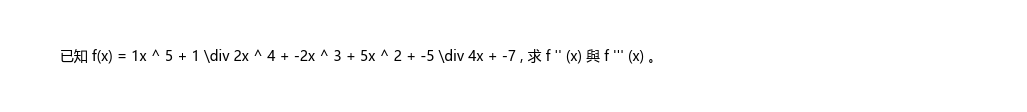 已知 f(x) = 1x ^ 5 + 1 \div 2x ^ 4 + -2x ^ 3 + 5x ^ 2 + -5 \div 4x + -7 , 求 f '' (x) 與 f ''' (x) 。